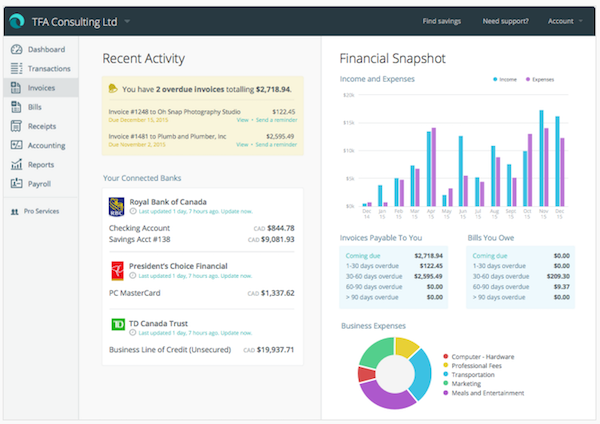 TFA Consulting Ltd
Find savings
Need support?
Account
Dashboard
Transactions
Invoices
Bills
Receipts
Accounting
Reports
Payroll
Pro Services
Recent Activity
You have 2 overdue invoices totalling $2,718.94.
Invoice #1248 to Oh Snap Photography Studio $122.45
Due December 15, 2015 View • Send a reminder
Invoice #1481 to Plumb and Plumber, Inc $2,595.49
Due November 2, 2015 View • Send a reminder
Your Connected Banks
RBC
Royal Bank of Canada
Last updated 1 day, 7 hours ago. Update now.
Checking Account CAD $844.78
Savings Acct #138 CAD $9,081.93
President's Choice Financial
Last updated 1 day, 7 hours ago. Update now.
PC MasterCard CAD $1,337.62
TD
TD Canada Trust
Last updated 1 day, 7 hours ago. Update now.
Business Line of Credit (Unsecured) CAD $19,937.71
Financial Snapshot
Income and Expenses
Income Expenses
$20k
$15k
$10k
$5k
$0k
Dec Jan Feb Mar Apr May Jun Jul Aug Sep Oct Nov Dec
14 15 15 15 15 15 15 15 15 15 15 15 15
Invoices Payable To You
Coming due $2,718.94
1-30 days overdue $122.45
30-60 days overdue $2,595.49
60-90 days overdue $0.00
> 90 days overdue $0.00
Bills You Owe
Coming due $0.00
1-30 days overdue $0.00
30-60 days overdue $209.30
60-90 days overdue $9.37
> 90 days overdue $0.00
Business Expenses
Computer - Hardware
Professional Fees
Transportation
Marketing
Meals and Entertainment